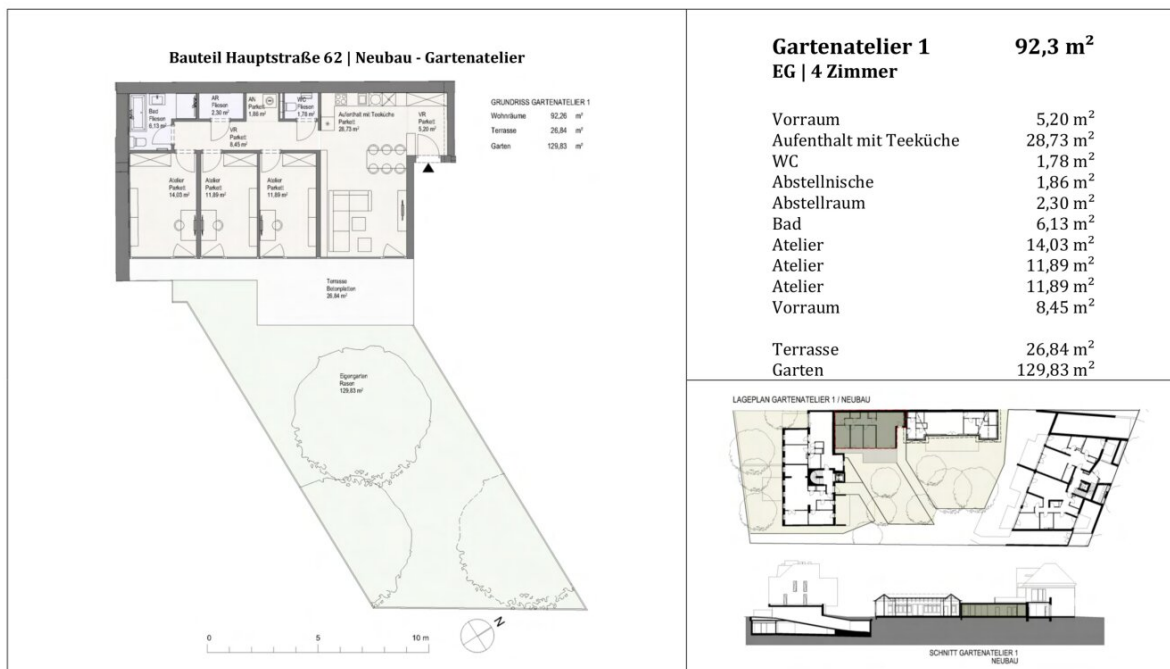 Bauteil Hauptstraße 62 | Neubau - Gartenatelier
GRUNDRISS GARTENATELIER 1
Wohnräume 92,26 m²
Terrasse 26,84 m²
Garten 129,83 m²
Bad
Fliesen
6,13 m²
AR
Fliesen
2,30 m²
AN
Parkett
1,86 m²
WC
Fliesen
1,78 m²
Aufenthalt mit Teeküche
Parkett
28,73 m²
VR
Parkett
5,20 m²
VR
Parkett
8,45 m²
Atelier
Parkett
14,03 m²
Atelier
Parkett
11,89 m²
Atelier
Parkett
11,89 m²
Terrasse
Betonplatten
26,84 m²
Eigengarten
Rasen
129,83 m²
0 5 10 m
N
Gartenatelier 1 92,3 m²
EG | 4 Zimmer
Vorraum 5,20 m²
Aufenthalt mit Teeküche 28,73 m²
WC 1,78 m²
Abstellnische 1,86 m²
Abstellraum 2,30 m²
Bad 6,13 m²
Atelier 14,03 m²
Atelier 11,89 m²
Atelier 11,89 m²
Vorraum 8,45 m²
Terrasse 26,84 m²
Garten 129,83 m²
LAGEPLAN GARTENATELIER 1 / NEUBAU
SCHNITT GARTENATELIER 1
NEUBAU